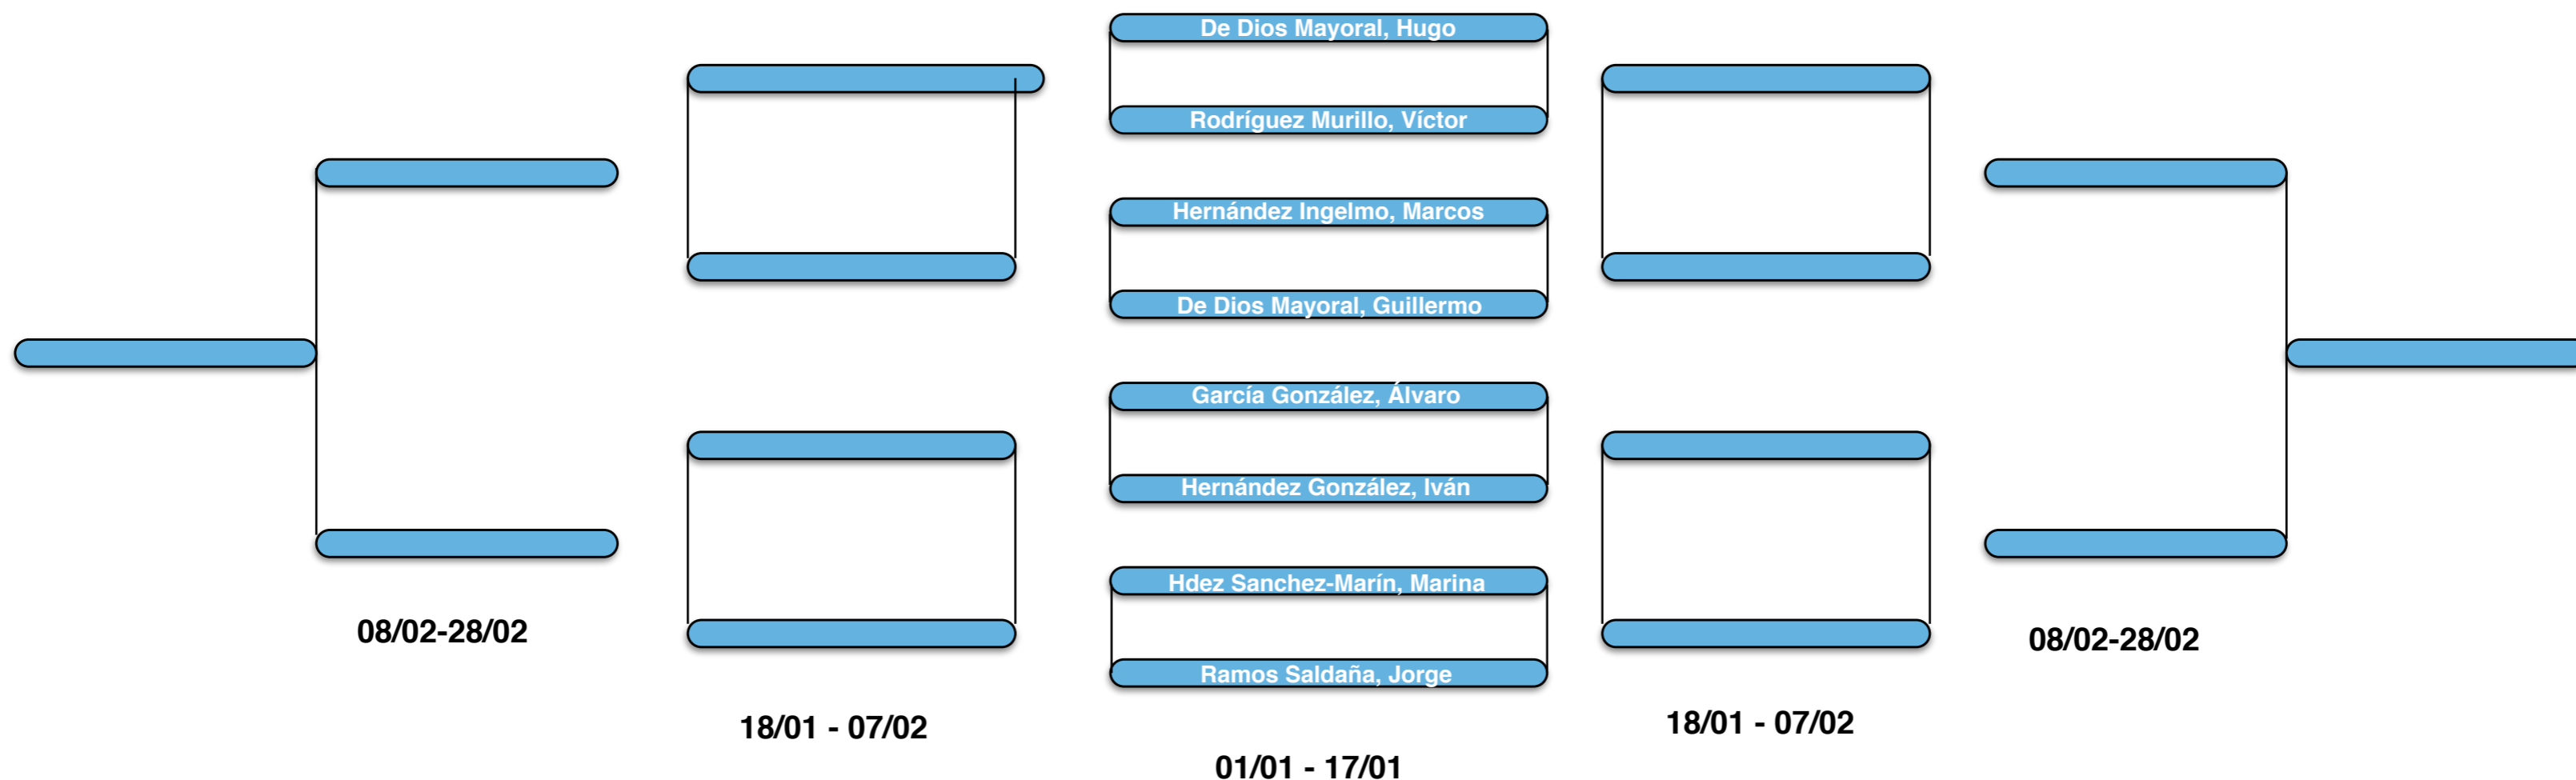 De Dios Mayoral, Hugo
Rodríguez Murillo, Víctor
Hernández Ingelmo, Marcos
De Dios Mayoral, Guillermo
García González, Álvaro
Hernández González, Iván
Hdez Sanchez-Marín, Marina
Ramos Saldaña, Jorge
08/02-28/02
18/01 - 07/02
01/01 - 17/01
18/01 - 07/02
08/02-28/02